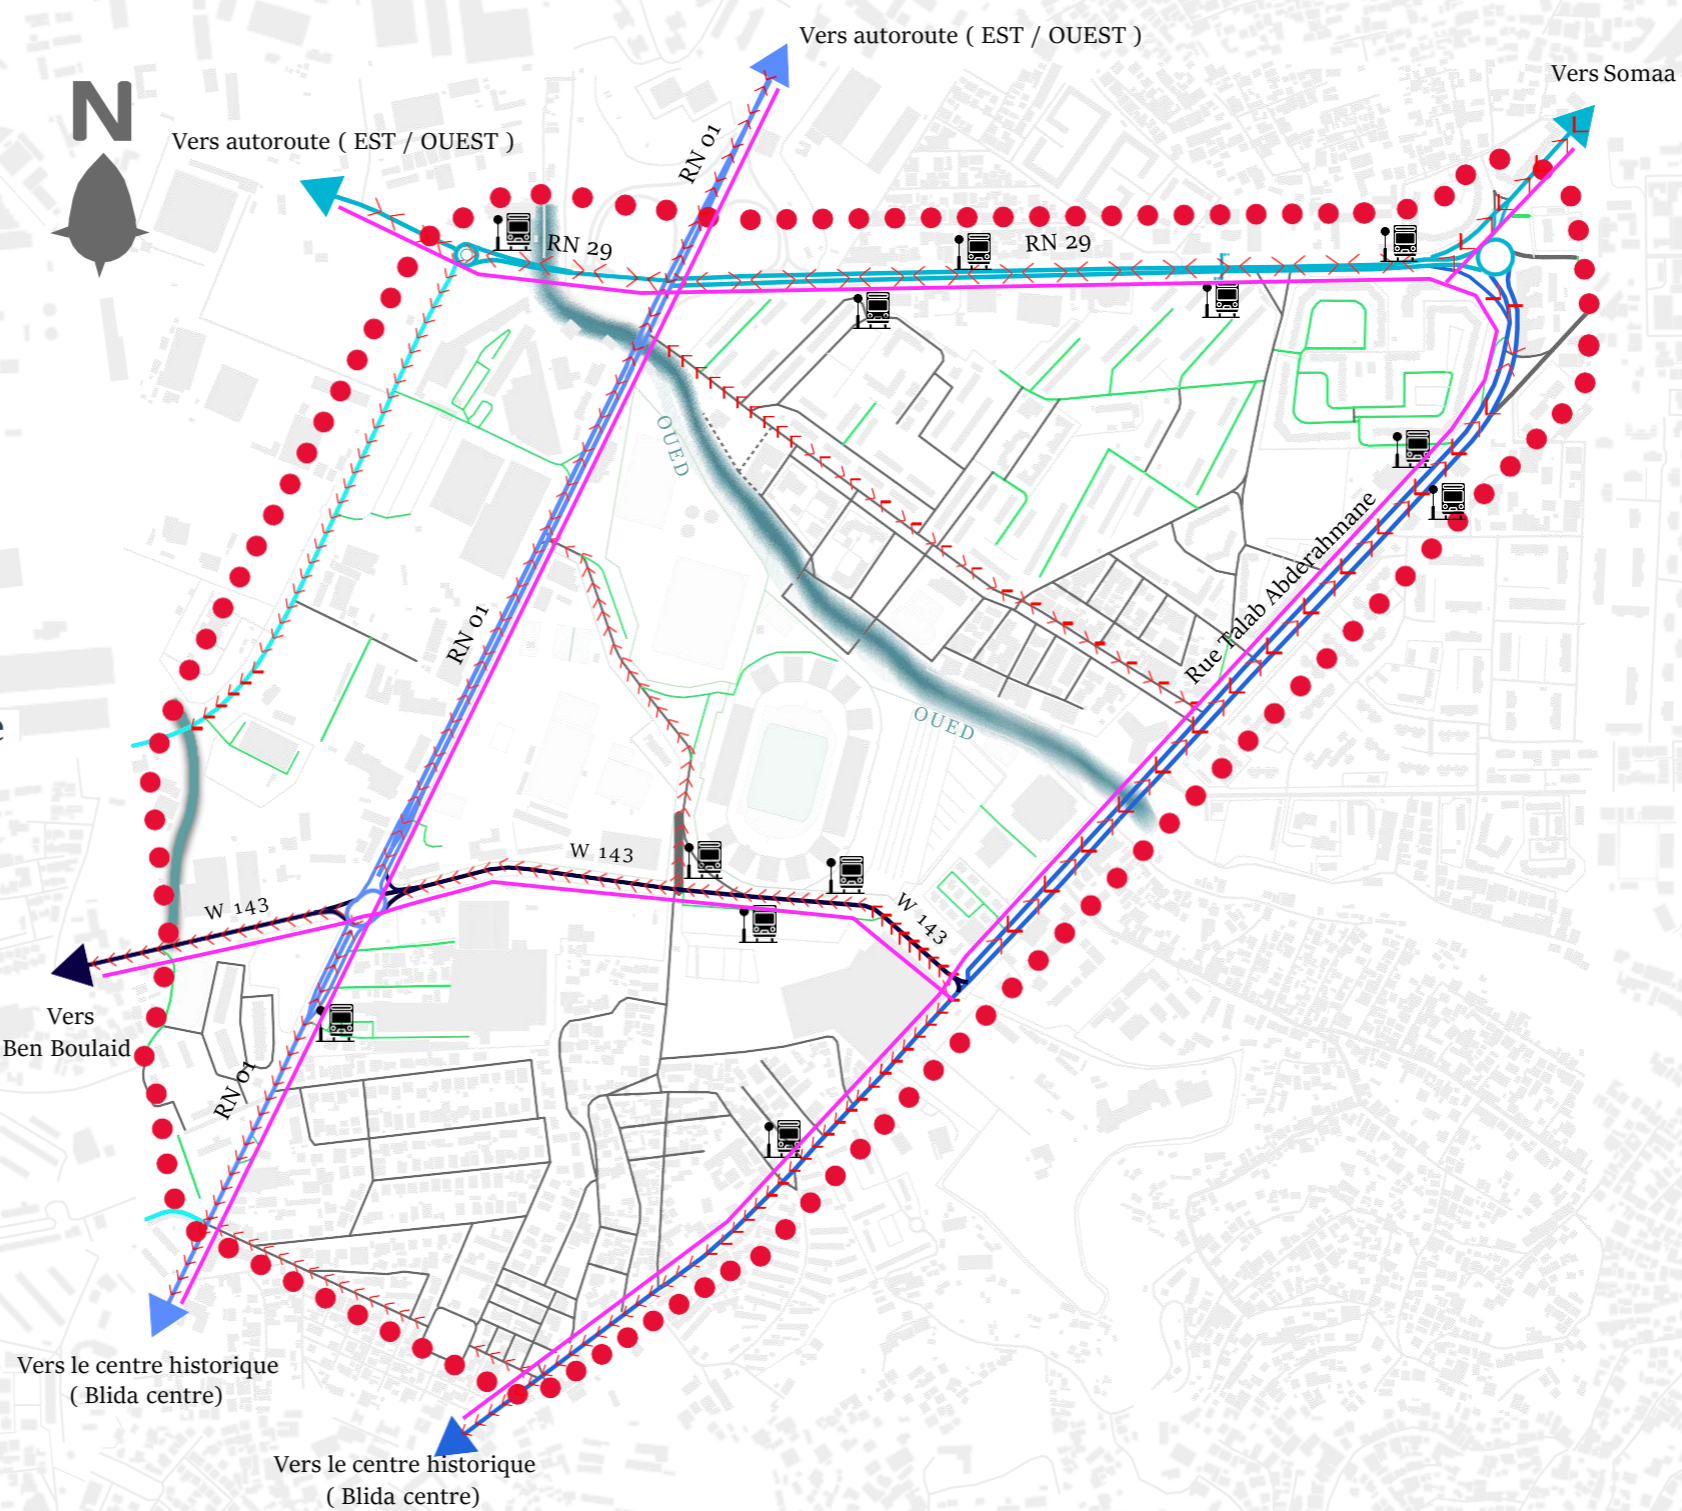 Vers autoroute ( EST / OUEST )
Vers Somaa
N
Vers autoroute ( EST / OUEST )
RN 01
RN 29
RN 29
OUED
Rue Talab Abderahmane
RN 01
OUED
e
W 143
W 143
W 143
Vers
Ben Boulaid
RN 01
Vers le centre historique
( Blida centre)
Vers le centre historique
( Blida centre)